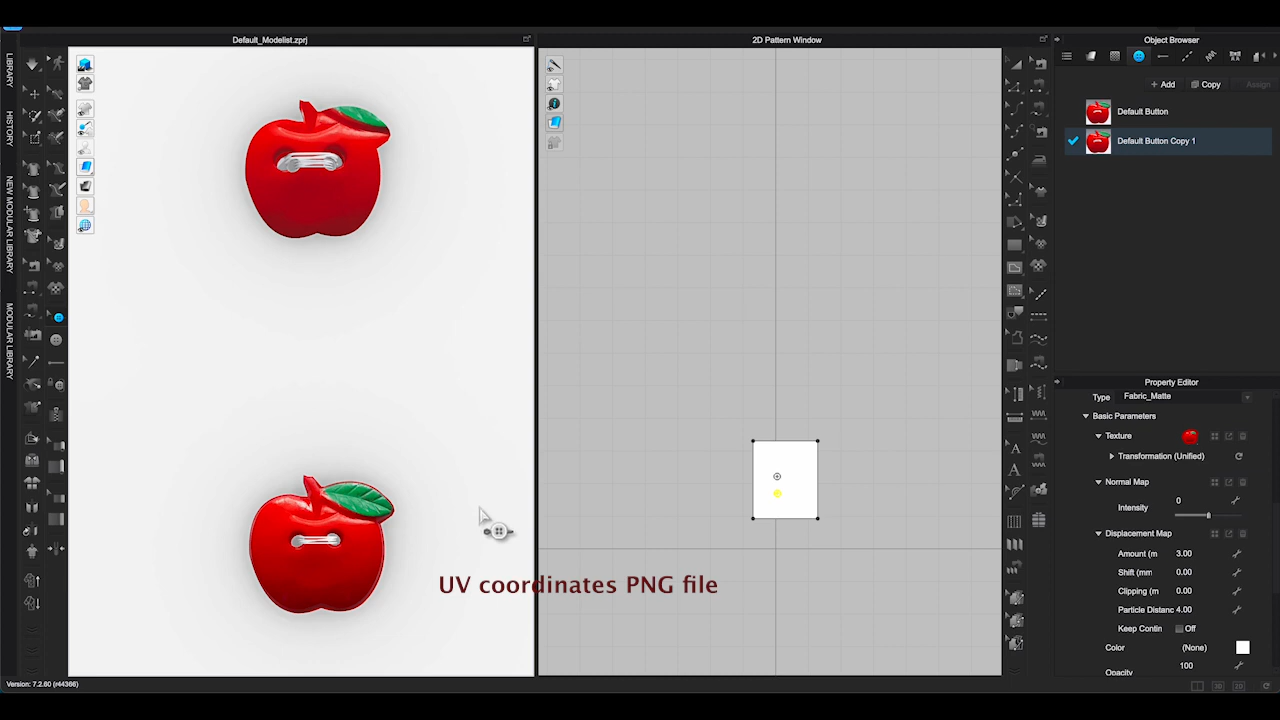 Default_Modelist.zprj
2D Pattern Window
Object Browser
LIBRARY
HISTORY
NEW MODULAR LIBRARY
MODULAR LIBRARY
Add
Copy
Assign
Default Button
Default Button Copy 1
Property Editor
Type Fabric_Matte
Basic Parameters
Texture
Transformation (Unified)
Normal Map
Intensity 0
Displacement Map
Amount (m 3.00
Shift (mm 0.00
Clipping (m 0.00
Particle Distanc 4.00
Keep Contin Off
Color (None)
Opacity 100
UV coordinates PNG file
Version: 7.2.60 (r44366)
3D
2D